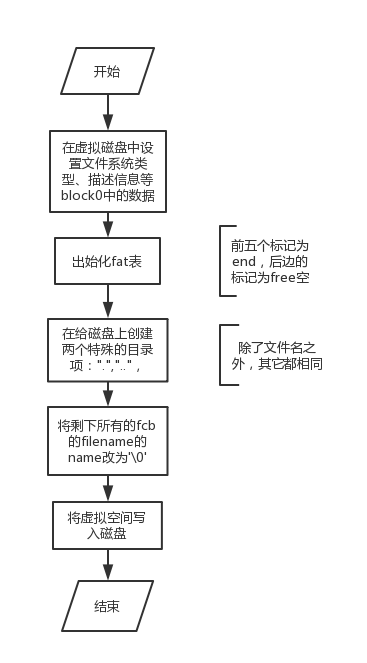 开始
在虚拟磁盘中设
置文件系统类
型、描述信息等
block0中的数据
出始化fat表
前五个标记为
end，后边的
标记为free空
在给磁盘上创建
两个特殊的目录
项："."，".."，
除了文件名之
外，其它都相同
将剩下所有的fcb
的filename的
name改为'\0'
将虚拟空间写
入磁盘
结束